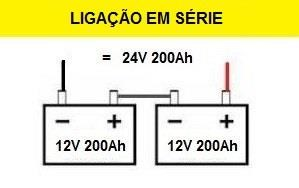 LIGAÇÃO EM SÉRIE
= 24V 200Ah
− + − +
12V 200Ah 12V 200Ah